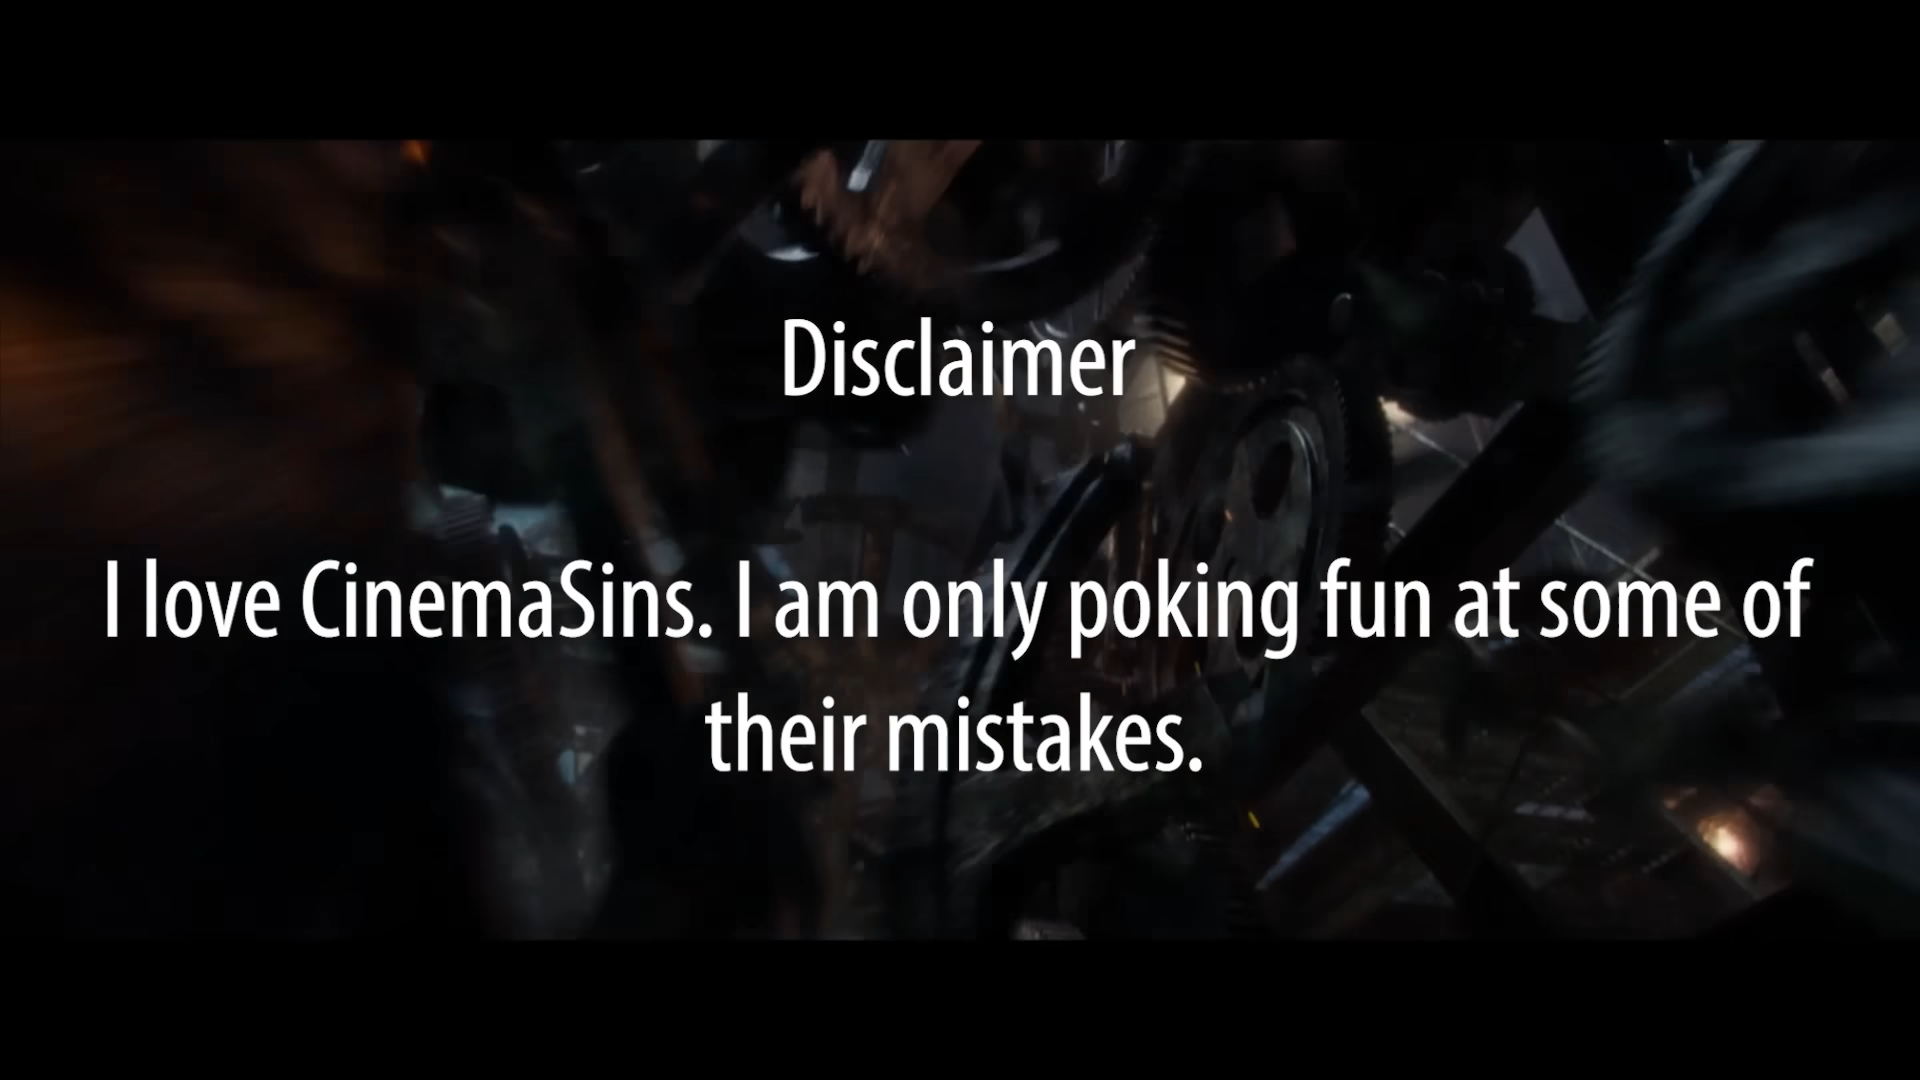 Disclaimer
I love CinemaSins. I am only poking fun at some of
their mistakes.